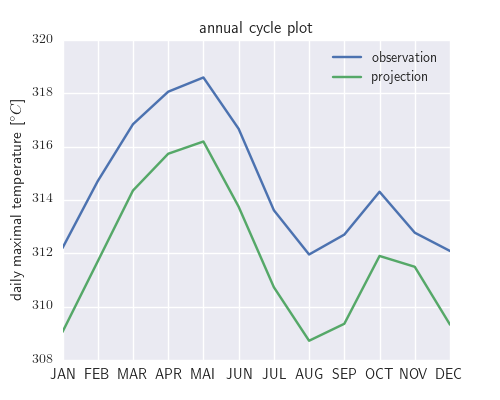 annual cycle plot
observation
projection
daily maximal temperature [°C]
320
318
316
314
312
310
308
JAN FEB MAR APR MAI JUN JUL AUG SEP OCT NOV DEC